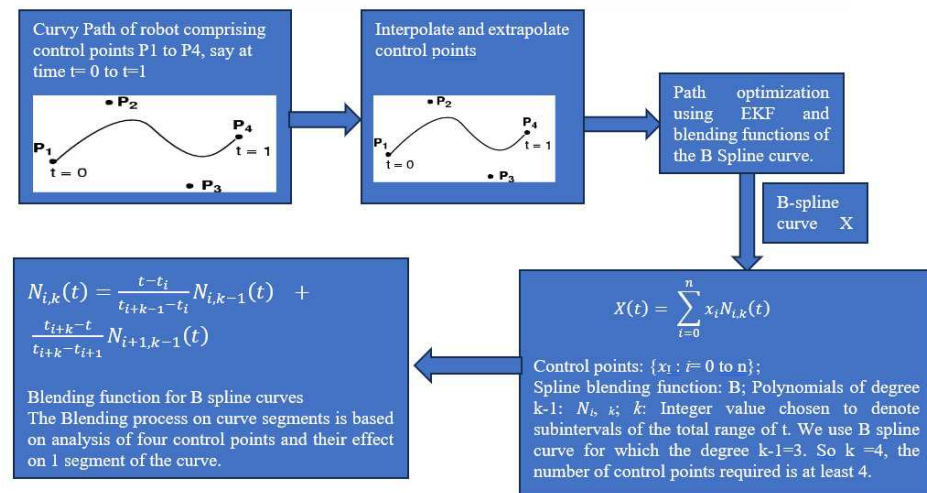 Curvy Path of robot comprising
control points P1 to P4, say at
time t= 0 to t=1
P₂
P₁
P₄
t = 1
t = 0
P₃
Interpolate and extrapolate
control points
P₂
P₁
P₄
t = 1
t = 0
P₃
Path optimization
using EKF and
blending functions of
the B Spline curve.
B-spline
curve X
X(t) = ∑_{i=0}^{n} x_i N_{i,k}(t)
Control points: {x_I : i= 0 to n};
Spline blending function: B; Polynomials of degree
k-1: N_{i, k}; k: Integer value chosen to denote
subintervals of the total range of t. We use B spline
curve for which the degree k-1=3. So k =4, the
number of control points required is at least 4.
N_{i,k}(t) = \frac{t-t_i}{t_{i+k-1}-t_i} N_{i,k-1}(t) +
\frac{t_{i+k}-t}{t_{i+k}-t_{i+1}} N_{i+1,k-1}(t)
Blending function for B spline curves
The Blending process on curve segments is based
on analysis of four control points and their effect
on 1 segment of the curve.